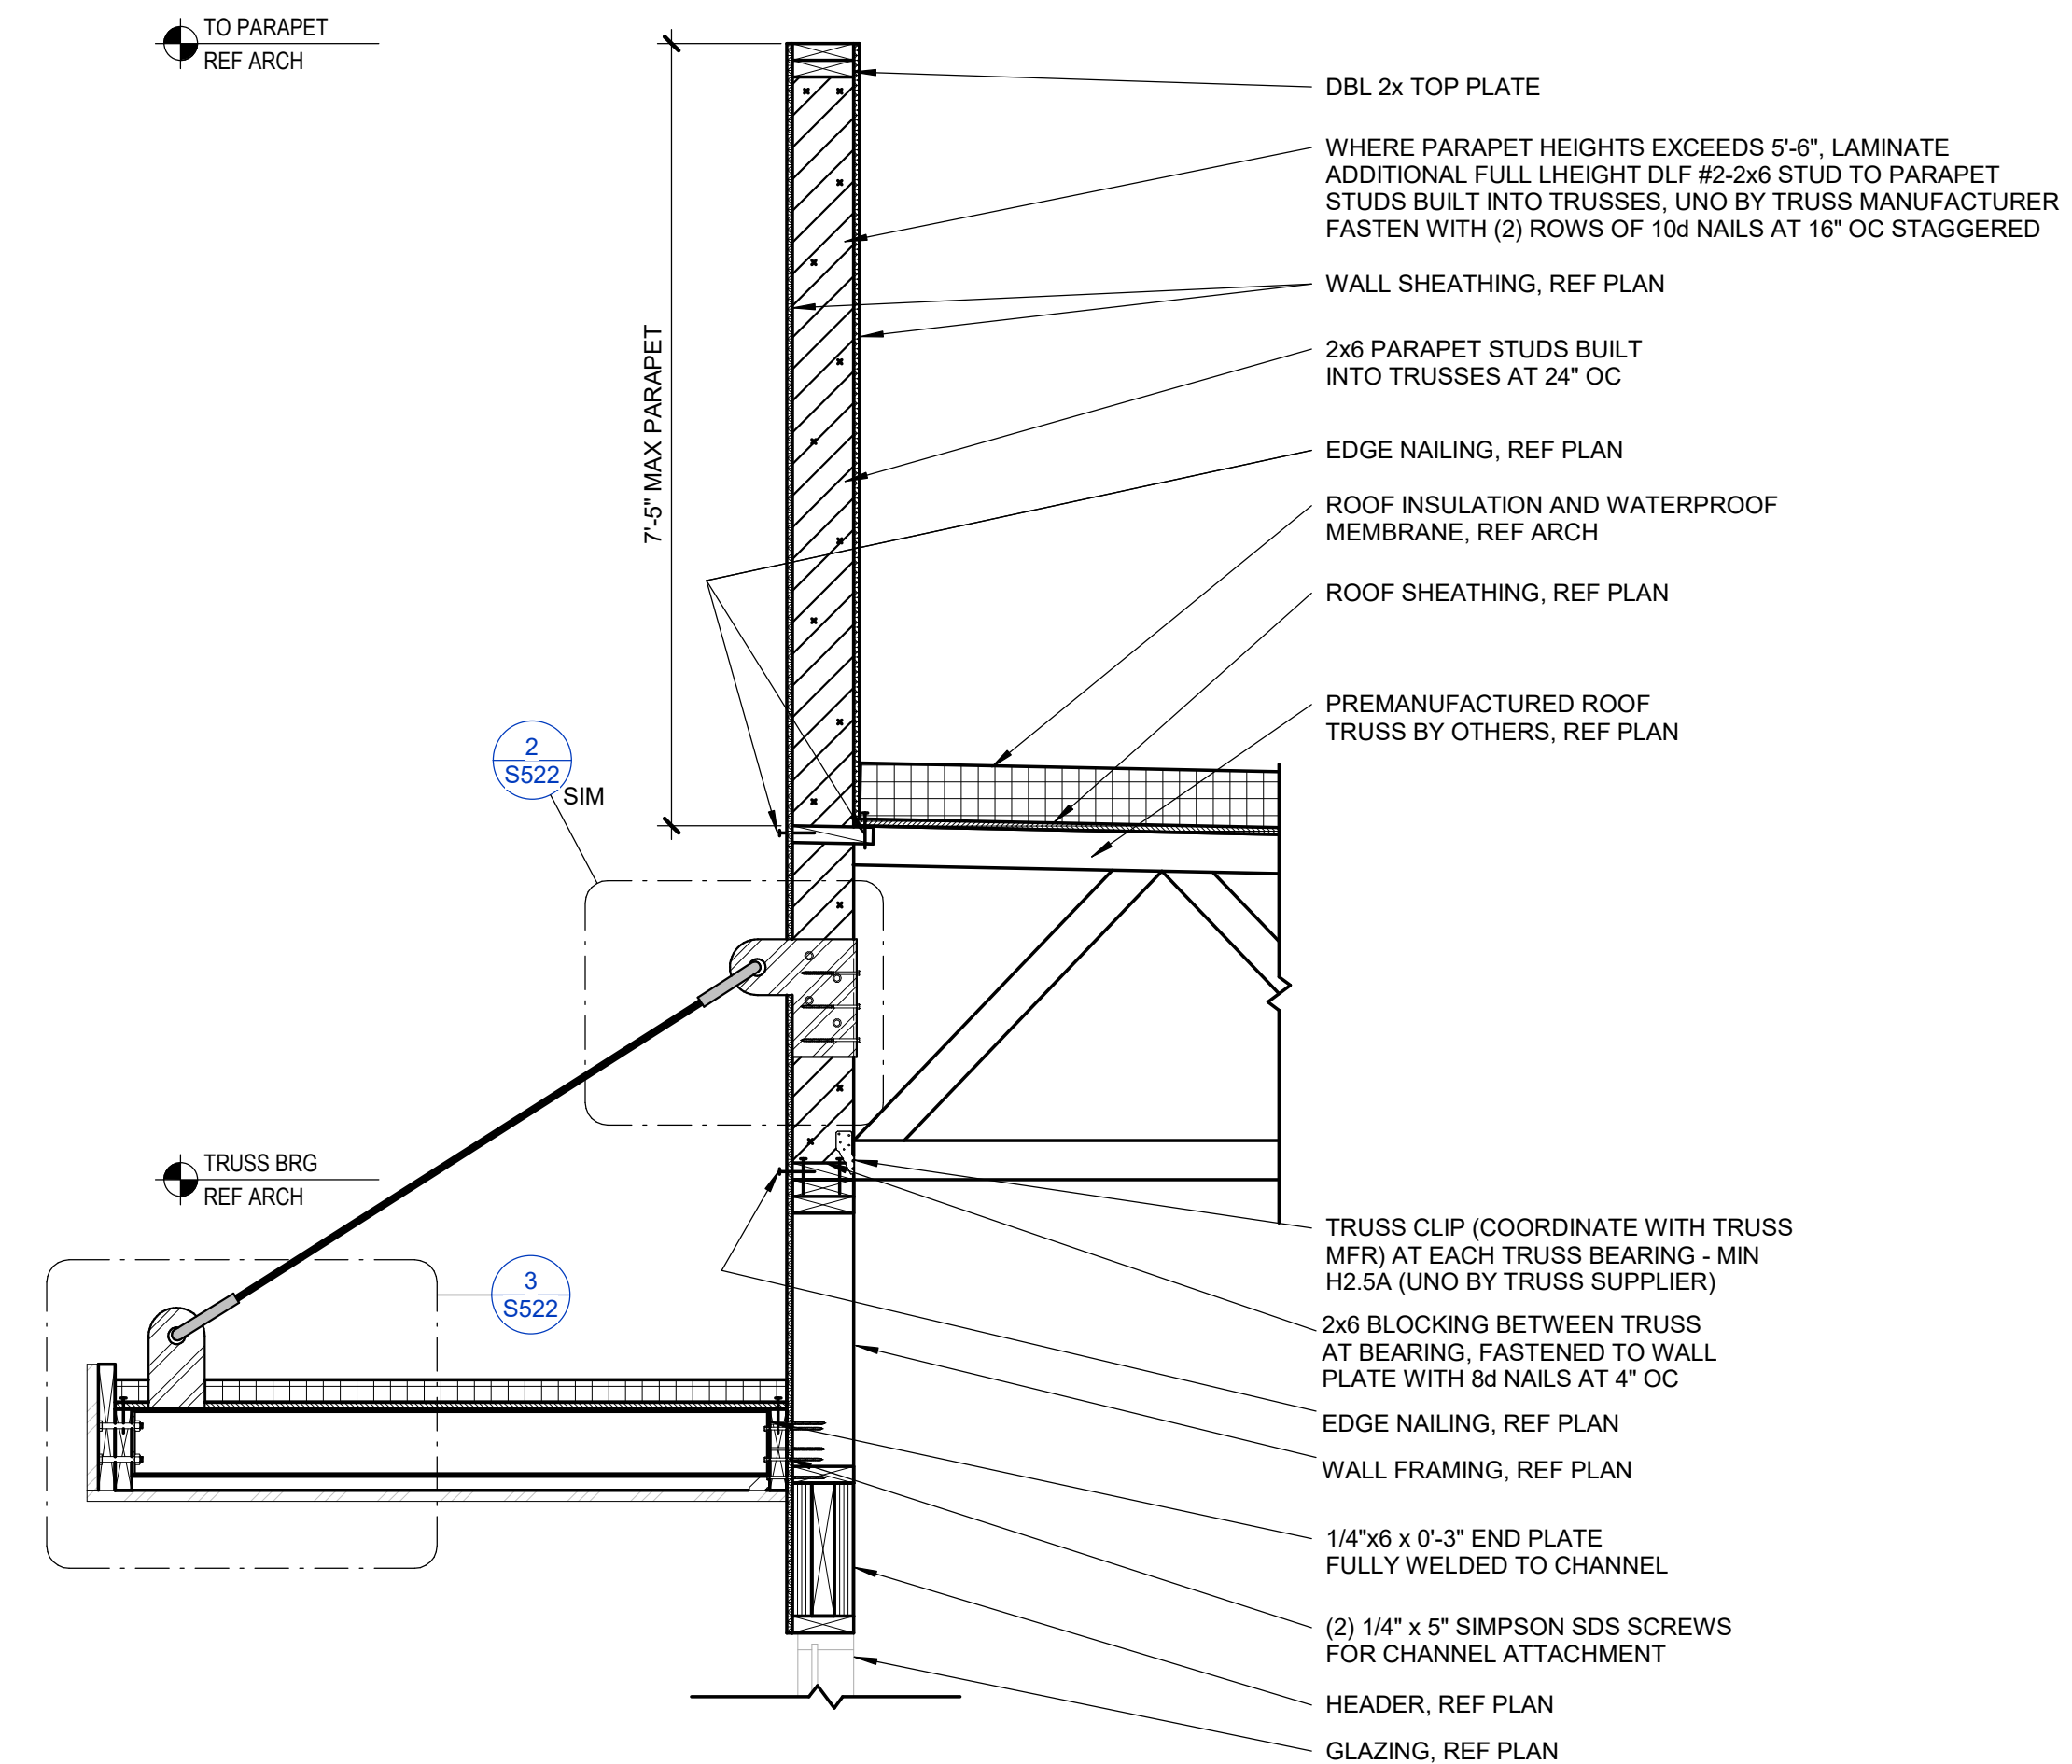 TO PARAPET
REF ARCH
7'-5" MAX PARAPET
DBL 2x TOP PLATE
WHERE PARAPET HEIGHTS EXCEEDS 5'-6", LAMINATE
ADDITIONAL FULL LHEIGHT DLF #2-2x6 STUD TO PARAPET
STUDS BUILT INTO TRUSSES, UNO BY TRUSS MANUFACTURER
FASTEN WITH (2) ROWS OF 10d NAILS AT 16" OC STAGGERED
WALL SHEATHING, REF PLAN
2x6 PARAPET STUDS BUILT
INTO TRUSSES AT 24" OC
EDGE NAILING, REF PLAN
ROOF INSULATION AND WATERPROOF
MEMBRANE, REF ARCH
ROOF SHEATHING, REF PLAN
PREMANUFACTURED ROOF
TRUSS BY OTHERS, REF PLAN
2
S522
SIM
TRUSS BRG
REF ARCH
3
S522
TRUSS CLIP (COORDINATE WITH TRUSS
MFR) AT EACH TRUSS BEARING - MIN
H2.5A (UNO BY TRUSS SUPPLIER)
2x6 BLOCKING BETWEEN TRUSS
AT BEARING, FASTENED TO WALL
PLATE WITH 8d NAILS AT 4" OC
EDGE NAILING, REF PLAN
WALL FRAMING, REF PLAN
1/4"x6 x 0'-3" END PLATE
FULLY WELDED TO CHANNEL
(2) 1/4" x 5" SIMPSON SDS SCREWS
FOR CHANNEL ATTACHMENT
HEADER, REF PLAN
GLAZING, REF PLAN